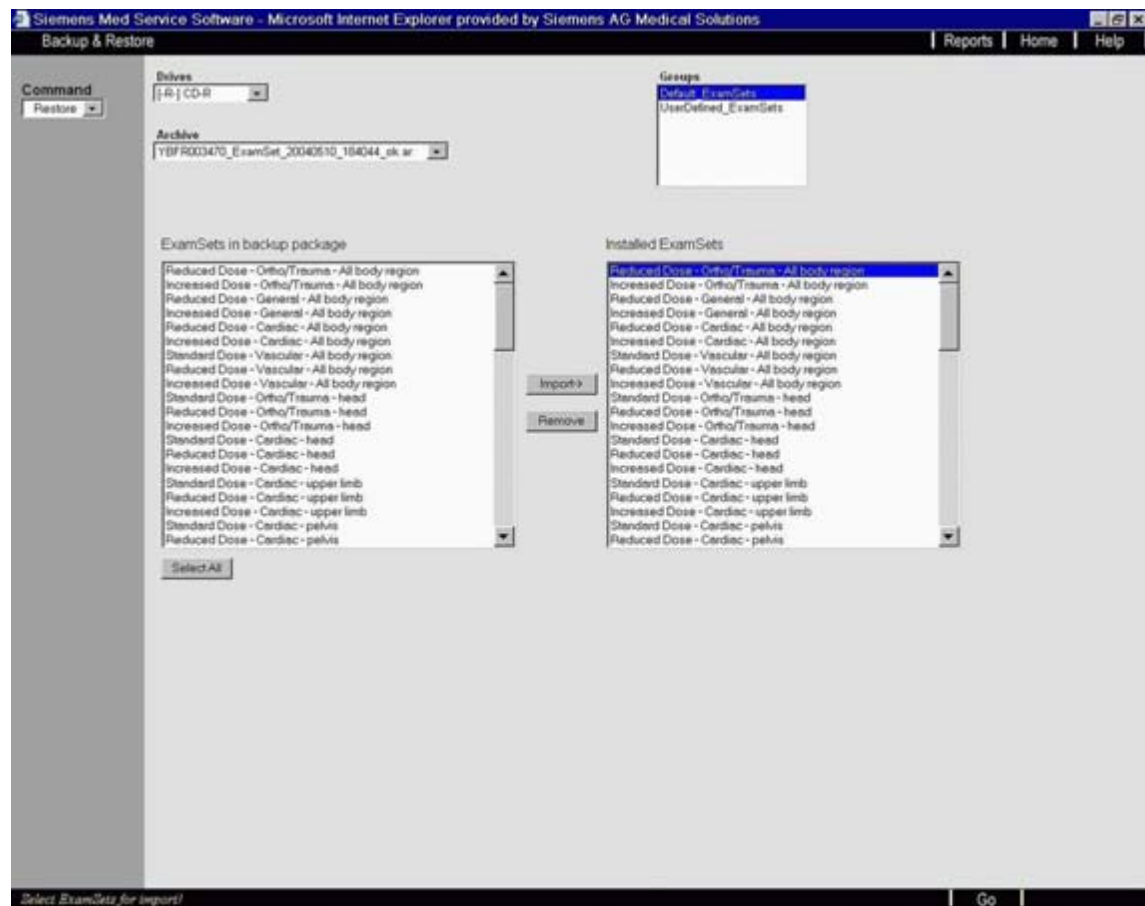 Siemens Med Service Software - Microsoft Internet Explorer provided by Siemens AG Medical Solutions
Backup & Restore
Reports
Home
Help
Command
Restore
Drives
[-R-] CD-R
Archive
YBFR003470_ExamSet_20040510_184044_ok.ar
Groups
Default_ExamSets
UserDefined_ExamSets
ExamSets in backup package
Reduced Dose - Ortho/Trauma - All body region
Increased Dose - Ortho/Trauma - All body region
Reduced Dose - General - All body region
Increased Dose - General - All body region
Reduced Dose - Cardiac - All body region
Increased Dose - Cardiac - All body region
Standard Dose - Vascular - All body region
Reduced Dose - Vascular - All body region
Increased Dose - Vascular - All body region
Standard Dose - Ortho/Trauma - head
Reduced Dose - Ortho/Trauma - head
Increased Dose - Ortho/Trauma - head
Standard Dose - Cardiac - head
Reduced Dose - Cardiac - head
Increased Dose - Cardiac - head
Standard Dose - Cardiac - upper limb
Reduced Dose - Cardiac - upper limb
Increased Dose - Cardiac - upper limb
Standard Dose - Cardiac - pelvis
Reduced Dose - Cardiac - pelvis
Select All
Import->
Remove
Installed ExamSets
Reduced Dose - Ortho/Trauma - All body region
Increased Dose - Ortho/Trauma - All body region
Reduced Dose - General - All body region
Increased Dose - General - All body region
Reduced Dose - Cardiac - All body region
Increased Dose - Cardiac - All body region
Standard Dose - Vascular - All body region
Reduced Dose - Vascular - All body region
Increased Dose - Vascular - All body region
Standard Dose - Ortho/Trauma - head
Reduced Dose - Ortho/Trauma - head
Increased Dose - Ortho/Trauma - head
Standard Dose - Cardiac - head
Reduced Dose - Cardiac - head
Increased Dose - Cardiac - head
Standard Dose - Cardiac - upper limb
Reduced Dose - Cardiac - upper limb
Increased Dose - Cardiac - upper limb
Standard Dose - Cardiac - pelvis
Reduced Dose - Cardiac - pelvis
Select ExamSets for import!
Go